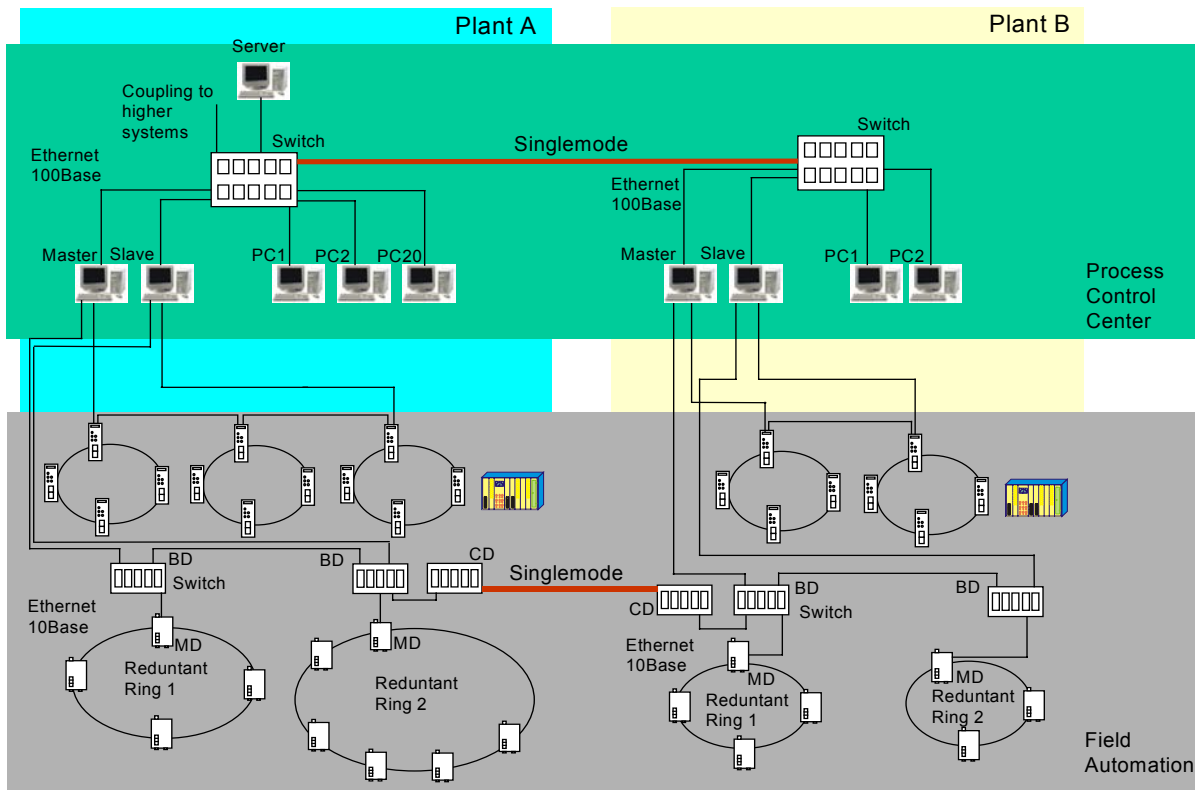 Plant A
Plant B
Server
Coupling to
higher
systems
Switch
Singlemode
Switch
Ethernet
100Base
Ethernet
100Base
Master
Slave
PC1
PC2
PC20
Master
Slave
PC1
PC2
Process
Control
Center
BD
Switch
BD
CD
Singlemode
CD
BD
Switch
BD
Ethernet
10Base
MD
Reduntant
Ring 1
MD
Reduntant
Ring 2
Ethernet
10Base
MD
Redundant
Ring 1
MD
Redundant
Ring 2
Field
Automation